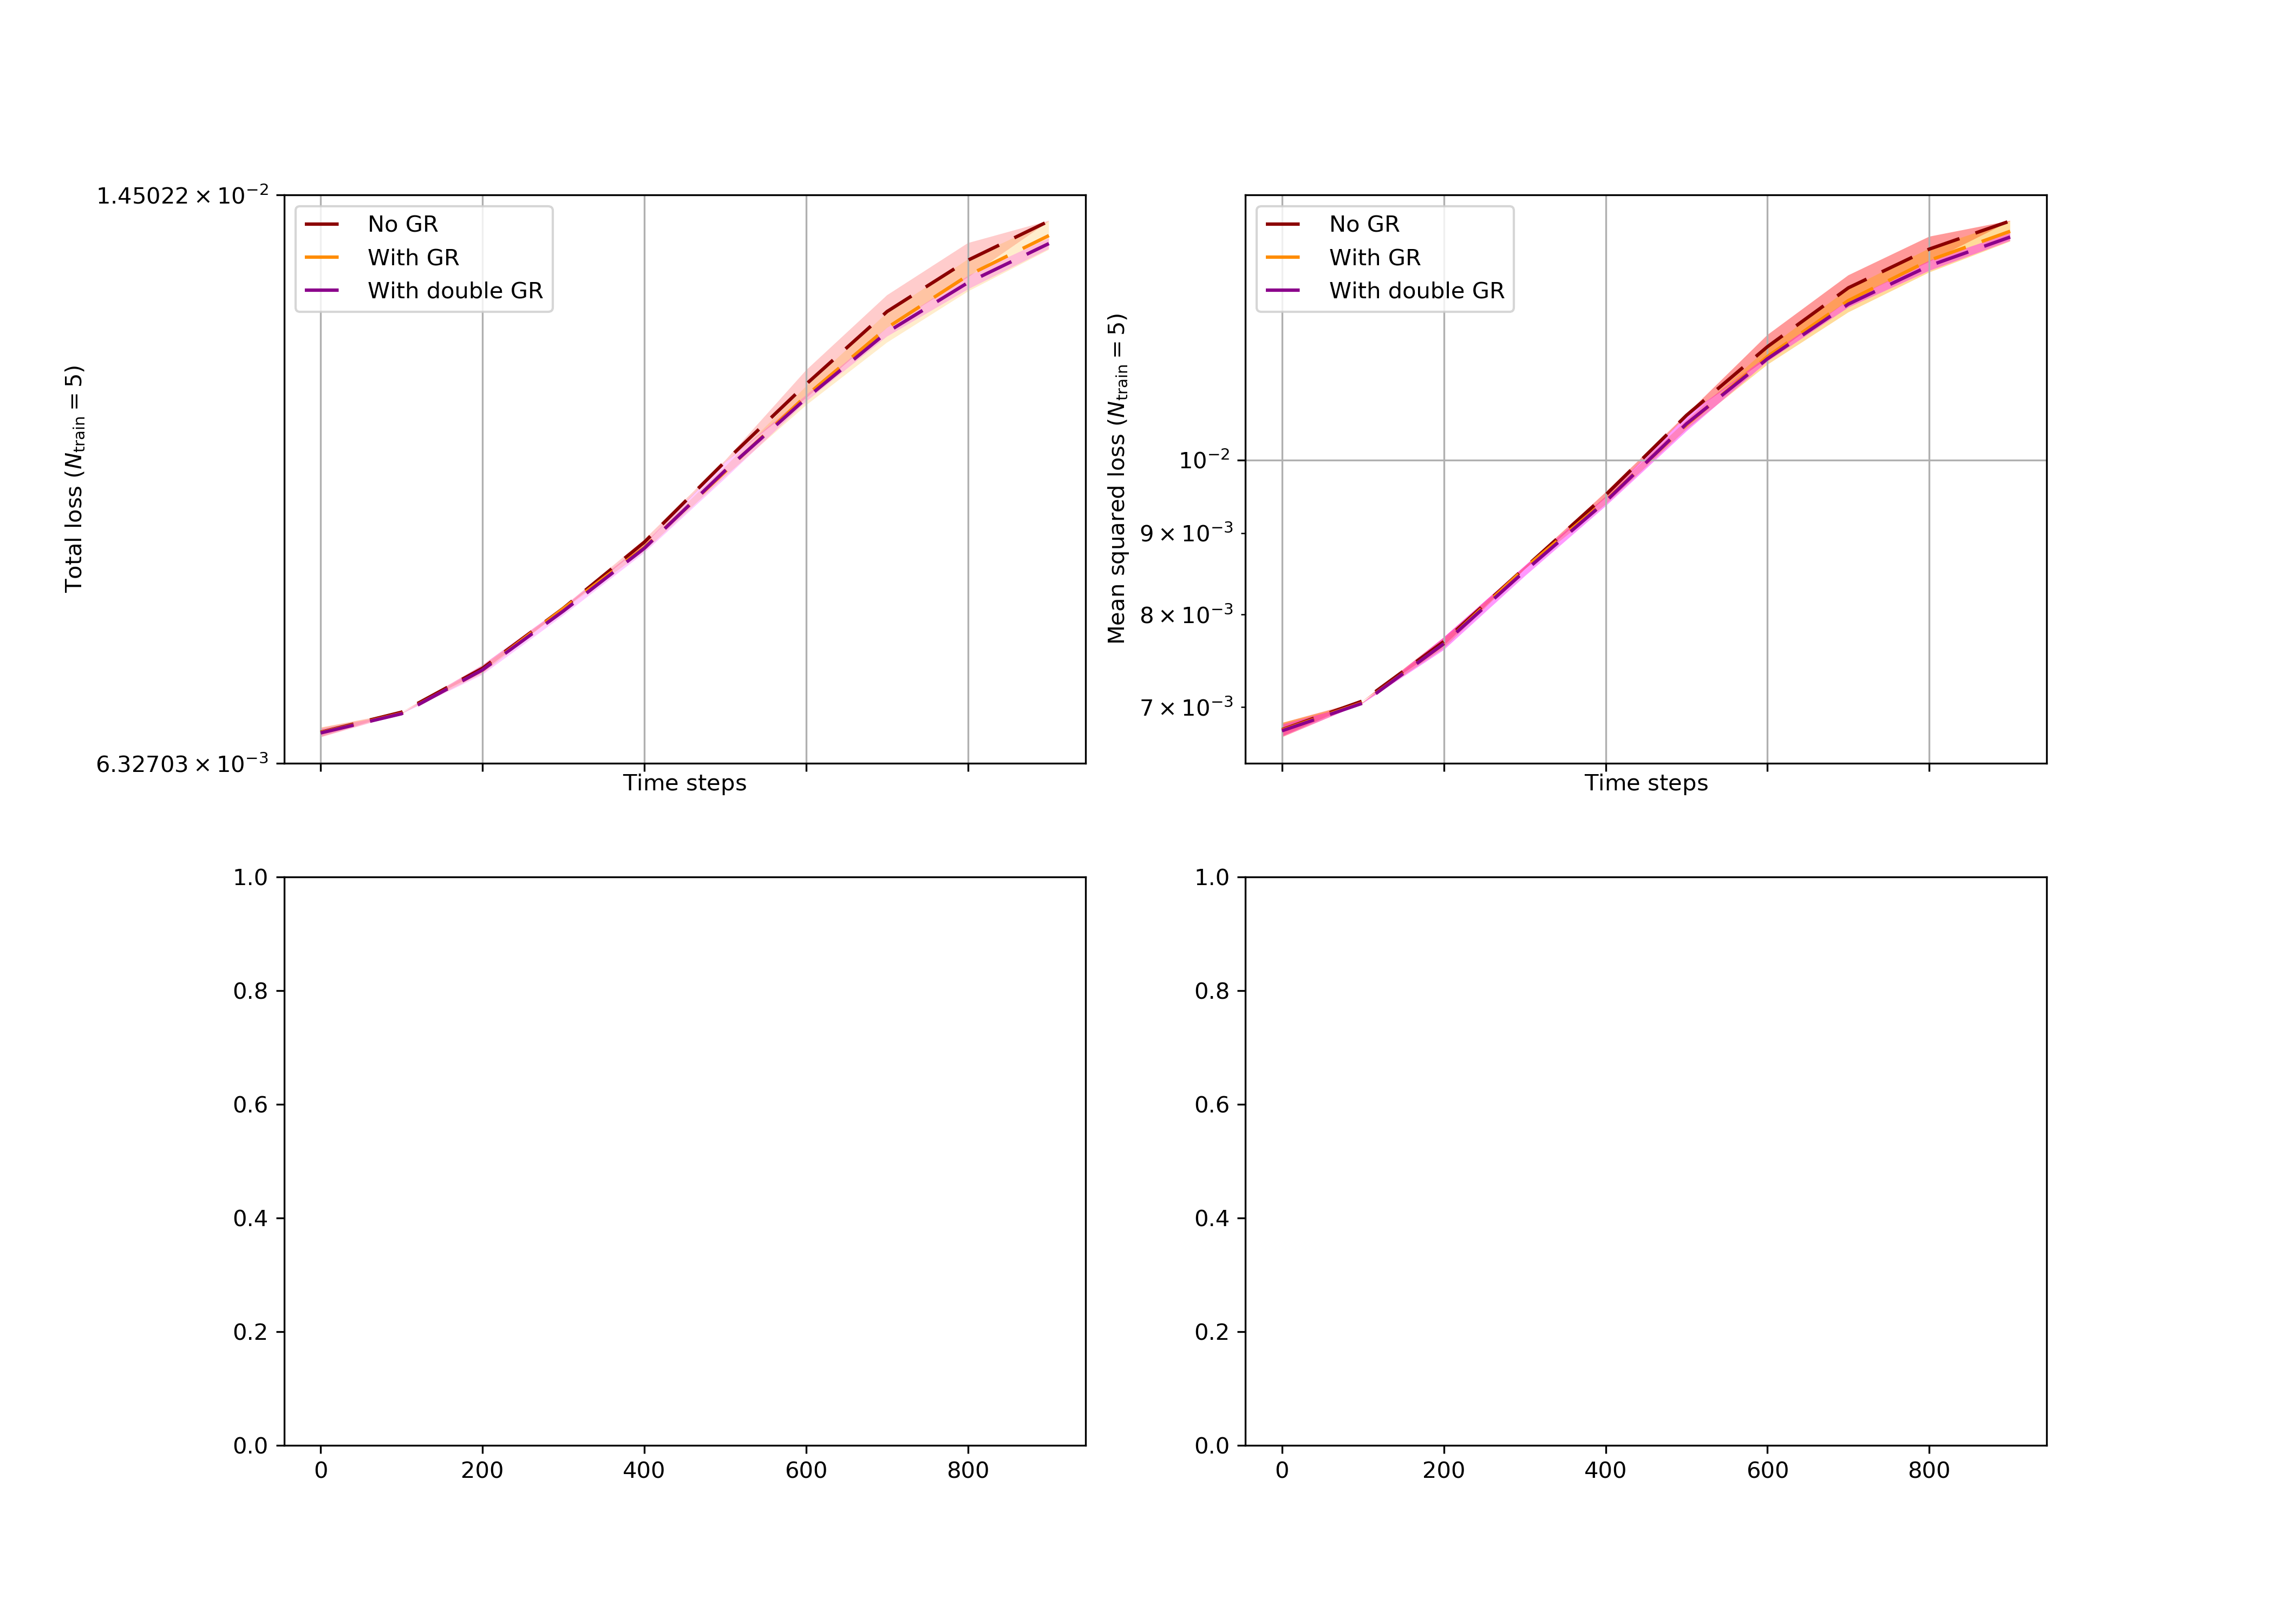 1.45022 × 10⁻²
6.32703 × 10⁻³
Total loss (N_train = 5)
No GR
With GR
With double GR
Time steps
10⁻²
9 × 10⁻³
8 × 10⁻³
7 × 10⁻³
Mean squared loss (N_train = 5)
No GR
With GR
With double GR
Time steps
1.0
0.8
0.6
0.4
0.2
0.0
0 200 400 600 800
1.0
0.8
0.6
0.4
0.2
0.0
0 200 400 600 800